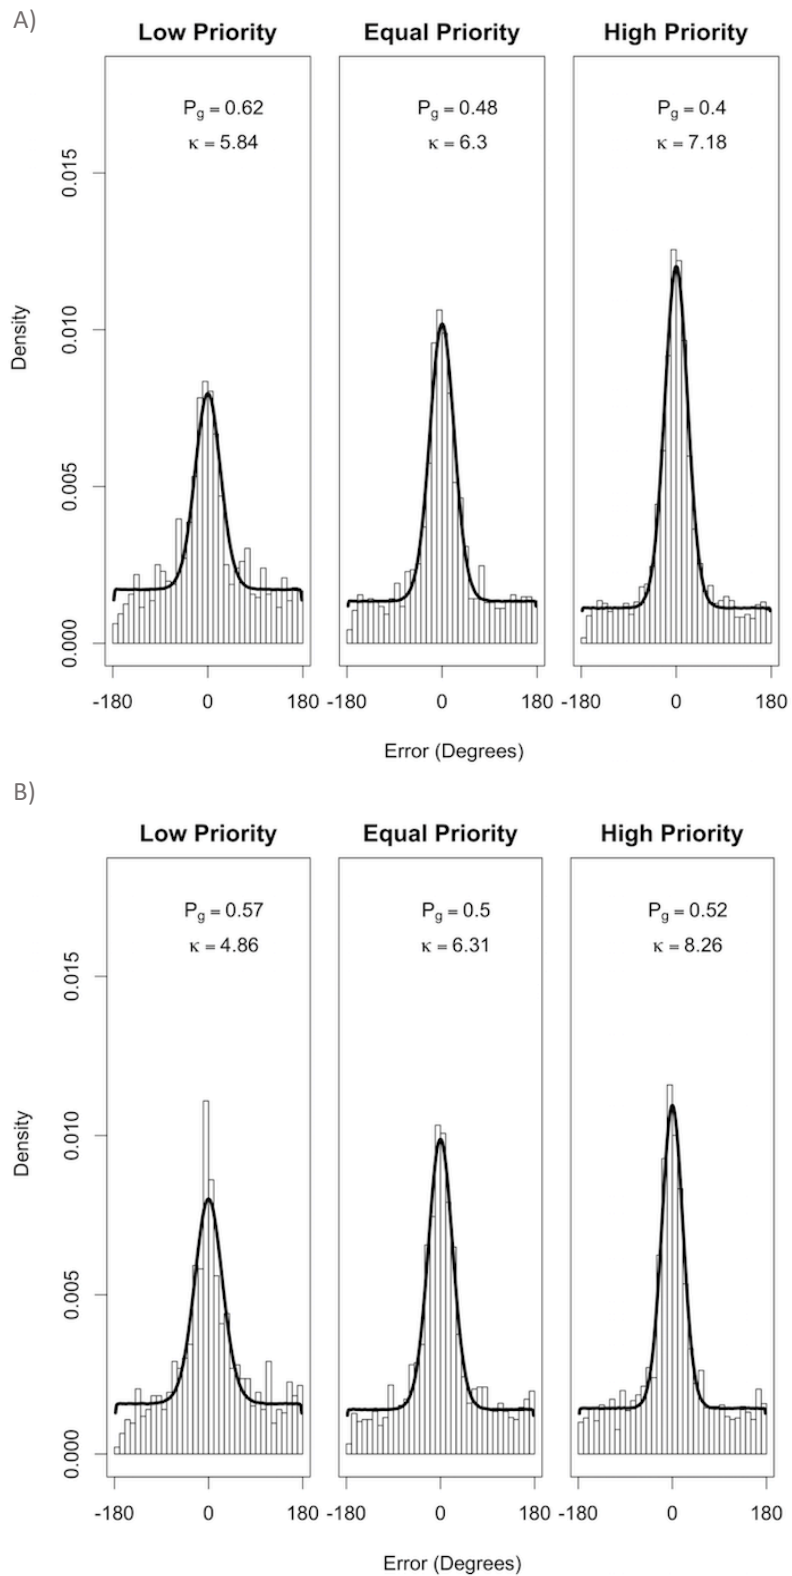 A)
Low Priority Equal Priority High Priority
Pg = 0.62 Pg = 0.48 Pg = 0.4
κ = 5.84 κ = 6.3 κ = 7.18
0.015
0.010
0.005
0.000
Density
-180 0 180 -180 0 180 -180 0 180
Error (Degrees)
B)
Low Priority Equal Priority High Priority
Pg = 0.57 Pg = 0.5 Pg = 0.52
κ = 4.86 κ = 6.31 κ = 8.26
0.015
0.010
0.005
0.000
Density
-180 0 180 -180 0 180 -180 0 180
Error (Degrees)